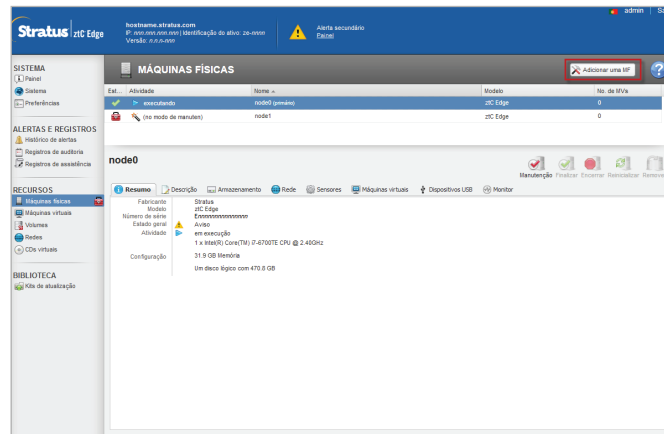 admin
Stratus ztC Edge
hostname.stratus.com
IP: nnn.nnn.nnn.nnn | Identificação do ativo: ze-nnnn
Versão: n.n.n-nnn
Alerta secundário
Painel
SISTEMA
Painel
Sistema
Preferências
ALERTAS E REGISTROS
Histórico de alertas
Registros de auditoria
Registros de assistência
RECURSOS
Máquinas físicas
Máquinas virtuais
Volumes
Redes
CDs virtuais
BIBLIOTECA
Kits de atualização
MÁQUINAS FÍSICAS
Adicionar uma MF
?
Est... Atividade Nome Modelo No. de MVs
executando node0 (primário) ztC Edge 0
(no modo de manuten) node1 ztC Edge 0
node0
Manutenção Finalizar Encerrar Reinicializar Remove
Resumo Descrição Armazenamento Rede Sensores Máquinas virtuais Dispositivos USB Monitor
Fabricante Stratus
Modelo ztC Edge
Número de série Ennnnnnnnnnnnnnn
Estado geral Aviso
Atividade em execução
1 x Intel(R) Core(TM) i7-6700TE CPU @ 2.40GHz
Configuração 31.9 GB Memória
Um disco lógico com 470.8 GB